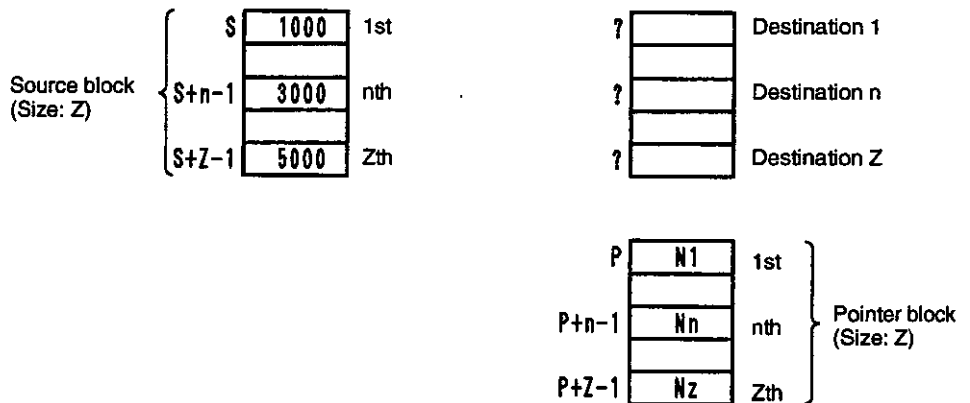 S 1000 1st
Source block
(Size: Z)
S+n-1 3000 nth
S+Z-1 5000 Zth
? Destination 1
? Destination n
? Destination Z
P N1 1st
P+n-1 Nn nth
Pointer block
(Size: Z)
P+Z-1 Nz Zth